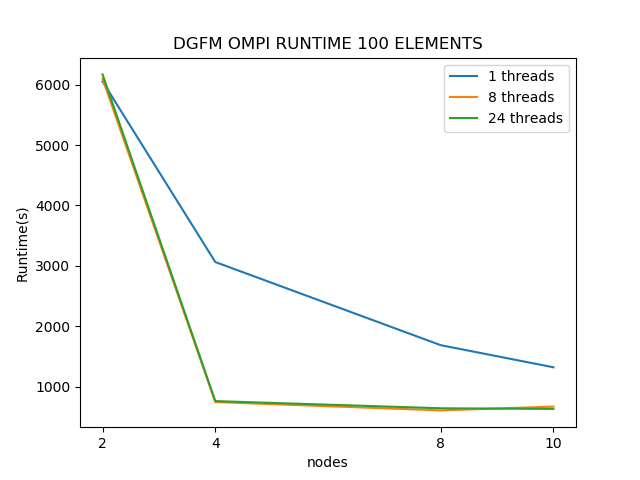 DGFM OMPI RUNTIME 100 ELEMENTS
1 threads
8 threads
24 threads
6000
5000
4000
3000
2000
1000
Runtime(s)
2
4
8
10
nodes